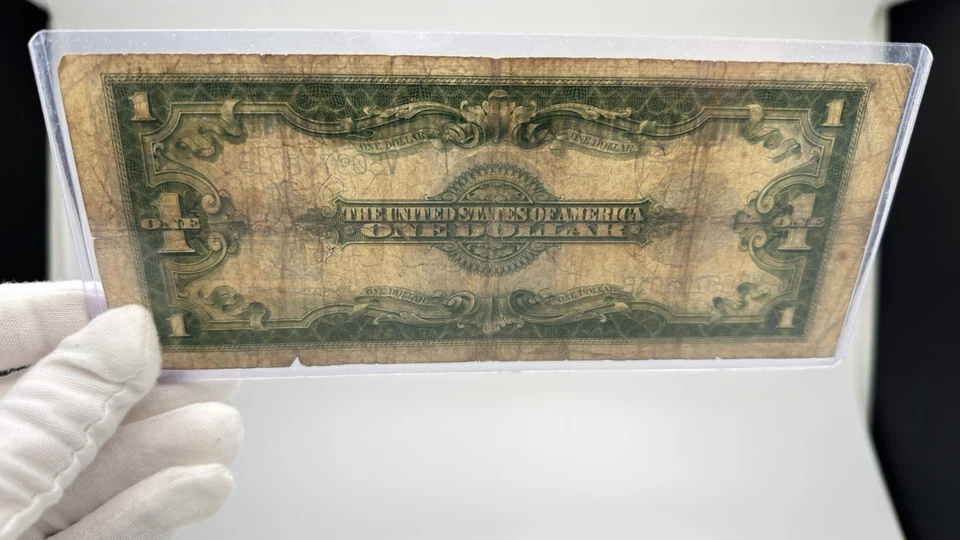 1 1
ONE DOLLAR ONE DOLLAR
THE UNITED STATES OF AMERICA
1 ONE ONE DOLLAR 1 ONE
ONE DOLLAR ONE DOLLAR
1 1